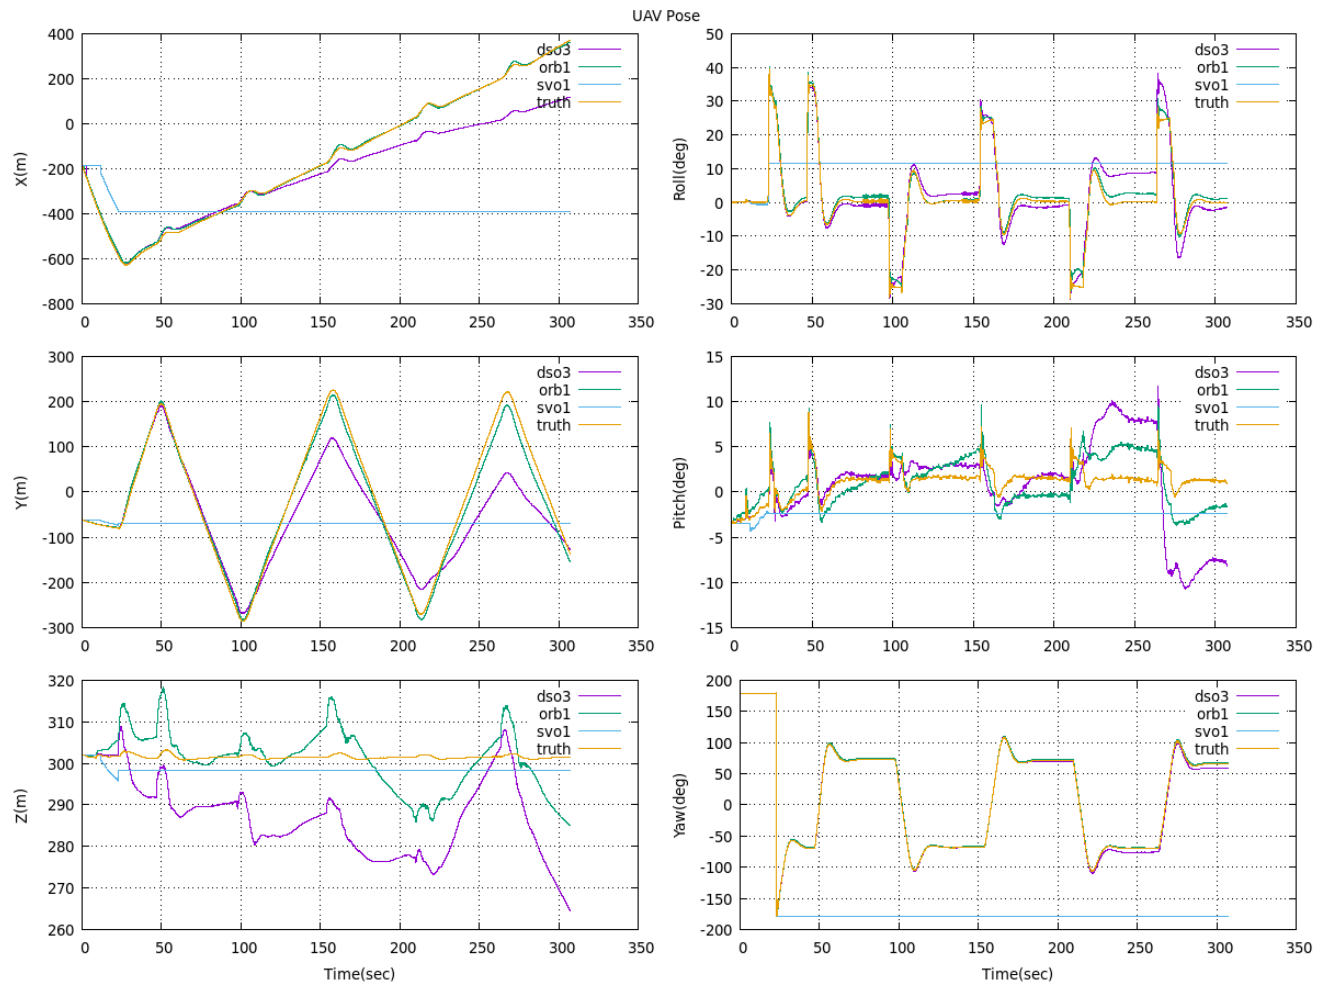 UAV Pose
X(m)
400
200
0
-200
-400
-600
-800
dso3
orb1
svo1
truth
0 50 100 150 200 250 300 350
Roll(deg)
50
40
30
20
10
0
-10
-20
-30
dso3
orb1
svo1
truth
0 50 100 150 200 250 300 350
Y(m)
300
200
100
0
-100
-200
-300
dso3
orb1
svo1
truth
0 50 100 150 200 250 300 350
Pitch(deg)
15
10
5
0
-5
-10
-15
dso3
orb1
svo1
truth
0 50 100 150 200 250 300 350
Z(m)
320
310
300
290
280
270
260
dso3
orb1
svo1
truth
0 50 100 150 200 250 300 350
Time(sec)
Yaw(deg)
200
150
100
50
0
-50
-100
-150
-200
dso3
orb1
svo1
truth
0 50 100 150 200 250 300 350
Time(sec)